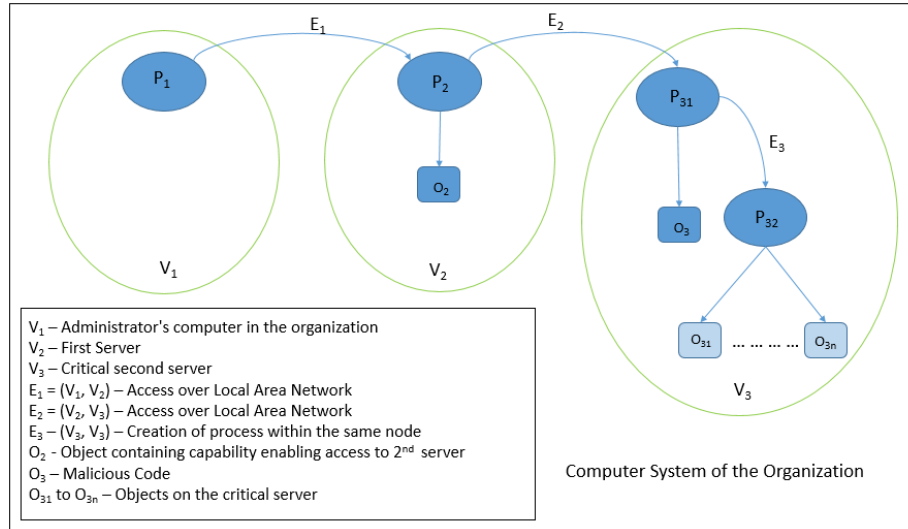 E₁
E₂
P₁
P₂
P₃₁
E₃
O₂
O₃
P₃₂
V₁
V₂
O₃₁
... ... ... ...
O₃ₙ
V₃
V₁ – Administrator's computer in the organization
V₂ – First Server
V₃ – Critical second server
E₁ = (V₁, V₂) – Access over Local Area Network
E₂ = (V₂, V₃) – Access over Local Area Network
E₃ – (V₃, V₃) – Creation of process within the same node
O₂ - Object containing capability enabling access to 2ⁿᵈ server
O₃ – Malicious Code
O₃₁ to O₃ₙ – Objects on the critical server
Computer System of the Organization